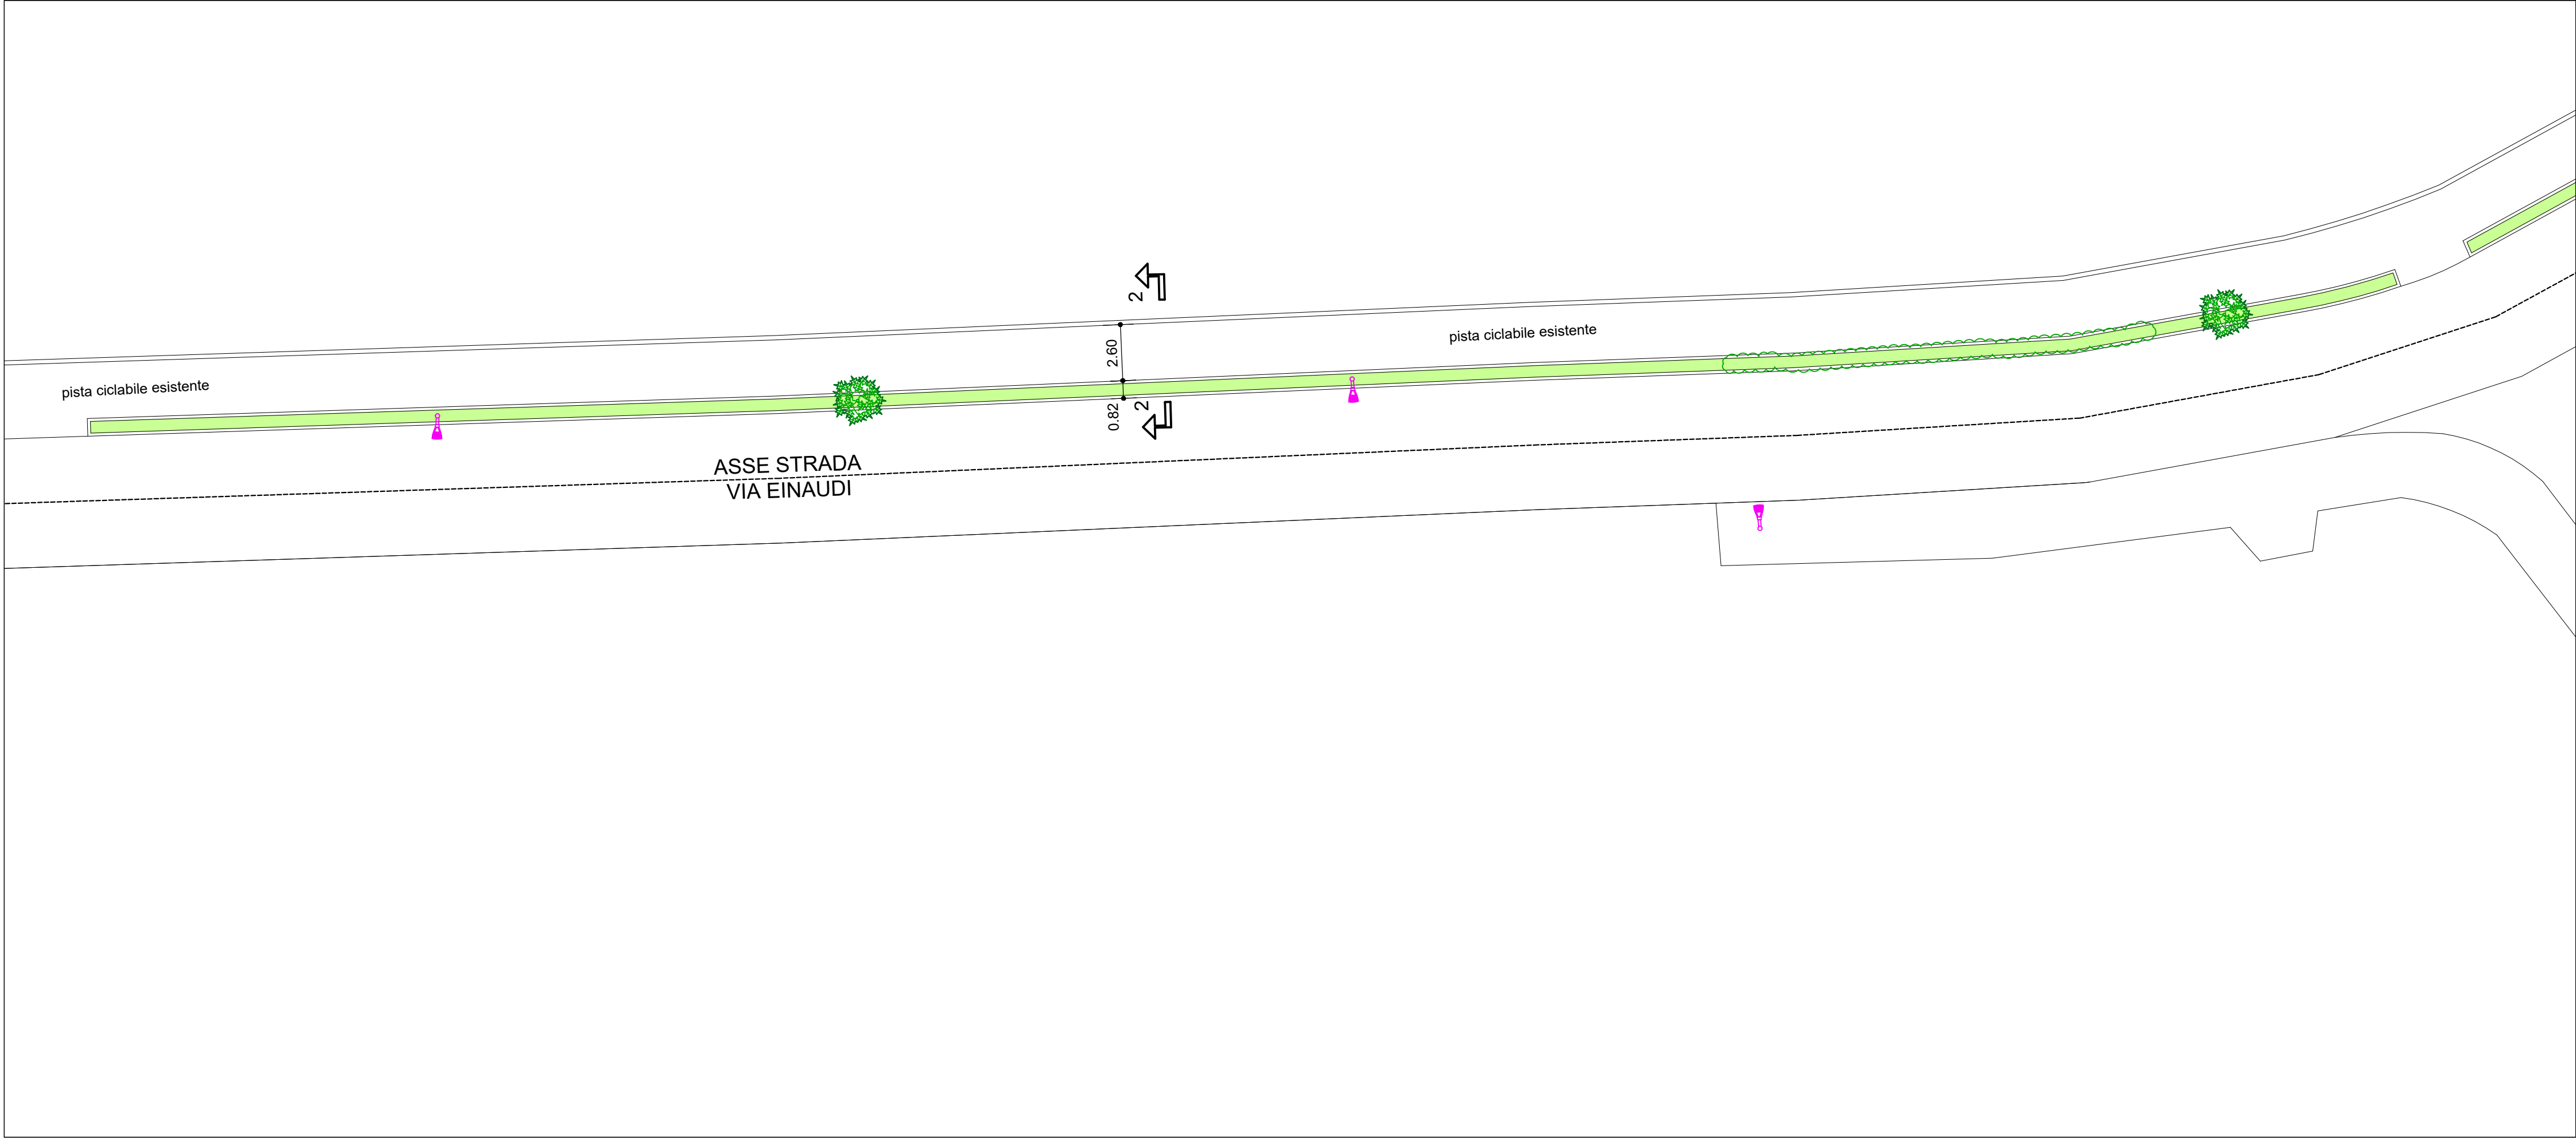 2
pista ciclabile esistente
2.60
pista ciclabile esistente
0.82
2
ASSE STRADA
VIA EINAUDI